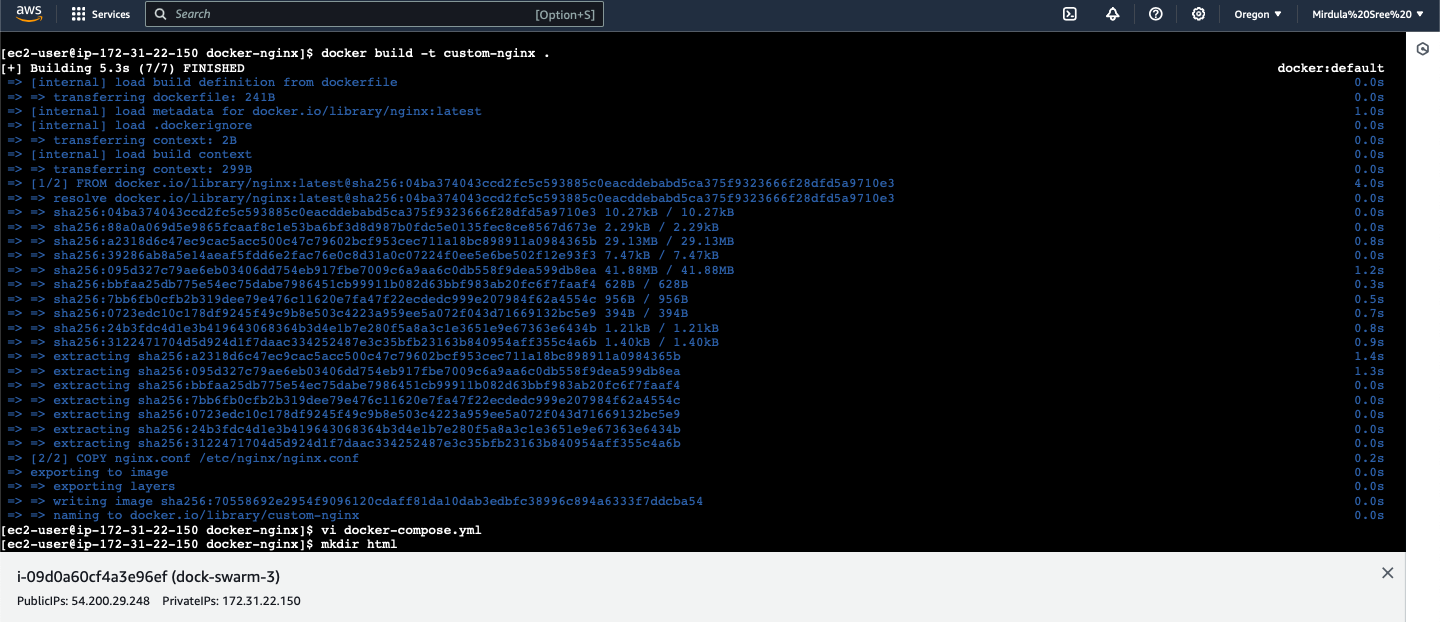 aws Services Search [Option+S] Oregon ▼ Mirdula%20Sree%20 ▼
[ec2-user@ip-172-31-22-150 docker-nginx]$ docker build -t custom-nginx .
[+] Building 5.3s (7/7) FINISHED docker:default
=> [internal] load build definition from dockerfile 0.0s
=> => transferring dockerfile: 241B 0.0s
=> [internal] load metadata for docker.io/library/nginx:latest 1.0s
=> [internal] load .dockerignore 0.0s
=> => transferring context: 2B 0.0s
=> [internal] load build context 0.0s
=> => transferring context: 299B 0.0s
=> [1/2] FROM docker.io/library/nginx:latest@sha256:04ba374043ccd2fc5c593885c0eacddebabd5ca375f9323666f28dfd5a9710e3 4.0s
=> => resolve docker.io/library/nginx:latest@sha256:04ba374043ccd2fc5c593885c0eacddebabd5ca375f9323666f28dfd5a9710e3 0.0s
=> => sha256:04ba374043ccd2fc5c593885c0eacddebabd5ca375f9323666f28dfd5a9710e3 10.27kB / 10.27kB 0.0s
=> => sha256:88a0a069d5e9865fcaaf8c1e53ba6bf3d8d987b0fdc5e0135fec8ce8567d673e 2.29kB / 2.29kB 0.0s
=> => sha256:a2318d6c47ec9cac5acc500c47c79602bcf953cec711a18bc898911a0984365b 29.13MB / 29.13MB 0.8s
=> => sha256:39286ab8a5e14aeaf5fdd6e2fac76e0c8d31a0c07224f0ee5e6be502f12e93f3 7.47kB / 7.47kB 0.0s
=> => sha256:095d327c79ae6eb03406dd754eb917fbe7009c6a9aa6c0db558f9dea599db8ea 41.88MB / 41.88MB 1.2s
=> => sha256:bbfaa25db775e54ec75dabe7986451cb99911b082d63bbf983ab20fc6f7faaf4 628B / 628B 0.3s
=> => sha256:7bb6fb0cfb2b319dee79e476c11620e7fa47f22ecdedc999e207984f62a4554c 956B / 956B 0.5s
=> => sha256:0723edc10c178df9245f49c9b8e503c4223a959ee5a072f043d71669132bc5e9 394B / 394B 0.7s
=> => sha256:24b3fdc4d1e3b419643068364b3d4e1b7e280f5a8a3c1e3651e9e67363e6434b 1.21kB / 1.21kB 0.8s
=> => sha256:3122471704d5d924d1f7daac334252487e3c35bfb23163b840954aff355c4a6b 1.40kB / 1.40kB 0.9s
=> => extracting sha256:a2318d6c47ec9cac5acc500c47c79602bcf953cec711a18bc898911a0984365b 1.4s
=> => extracting sha256:095d327c79ae6eb03406dd754eb917fbe7009c6a9aa6c0db558f9dea599db8ea 1.3s
=> => extracting sha256:bbfaa25db775e54ec75dabe7986451cb99911b082d63bbf983ab20fc6f7faaf4 0.0s
=> => extracting sha256:7bb6fb0cfb2b319dee79e476c11620e7fa47f22ecdedc999e207984f62a4554c 0.0s
=> => extracting sha256:0723edc10c178df9245f49c9b8e503c4223a959ee5a072f043d71669132bc5e9 0.0s
=> => extracting sha256:24b3fdc4d1e3b419643068364b3d4e1b7e280f5a8a3c1e3651e9e67363e6434b 0.0s
=> => extracting sha256:3122471704d5d924d1f7daac334252487e3c35bfb23163b840954aff355c4a6b 0.0s
=> [2/2] COPY nginx.conf /etc/nginx/nginx.conf 0.2s
=> exporting to image 0.0s
=> => exporting layers 0.0s
=> => writing image sha256:70558692e2954f9096120cdaff81da10dab3edbfc38996c894a6333f7ddcba54 0.0s
=> => naming to docker.io/library/custom-nginx 0.0s
[ec2-user@ip-172-31-22-150 docker-nginx]$ vi docker-compose.yml
[ec2-user@ip-172-31-22-150 docker-nginx]$ mkdir html
i-09d0a60cf4a3e96ef (dock-swarm-3)
PublicIPs: 54.200.29.248 PrivateIPs: 172.31.22.150